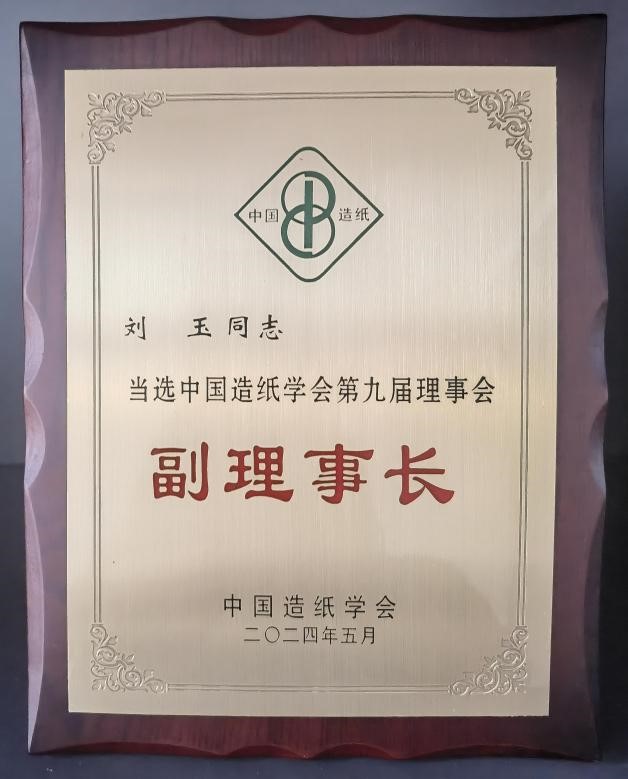 中国 造纸
刘 玉同志
当选中国造纸学会第九届理事会
副理事长
中国造纸学会
二〇二四年五月